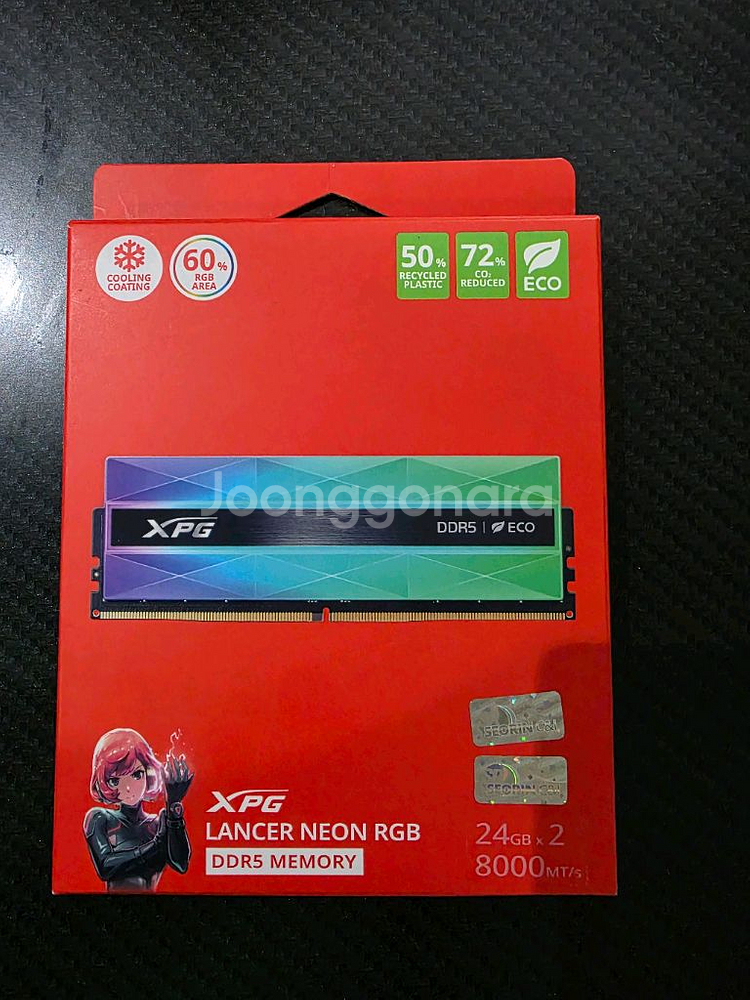 COOLING
COATING
60%
RGB
AREA
50%
RECYCLED
PLASTIC
72%
CO₂
REDUCED
ECO
Joonggonara
XPG
DDR5 | ECO
SEORIN C&I
SEORIN C&I
XPG
LANCER NEON RGB
DDR5 MEMORY
24GB x 2
8000MT/s